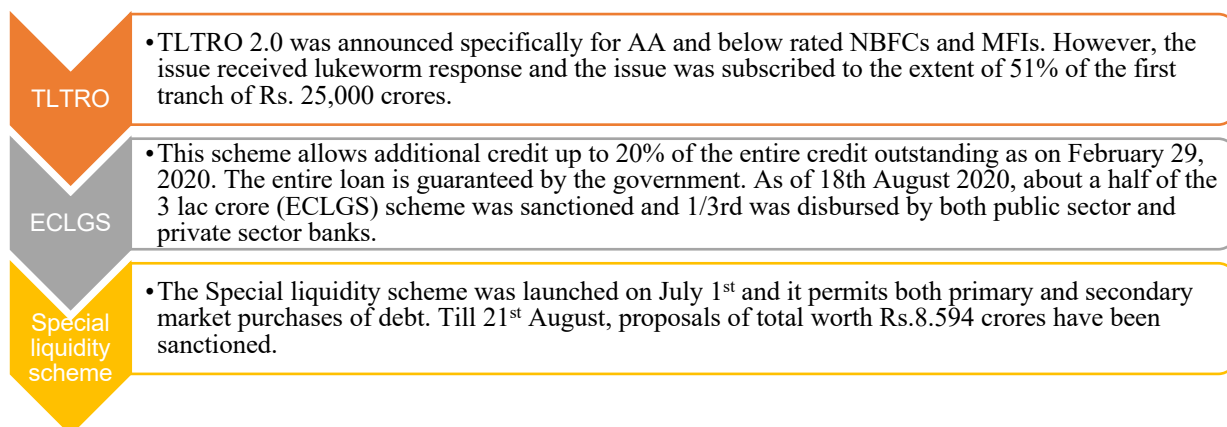 TLTRO
•TLTRO 2.0 was announced specifically for AA and below rated NBFCs and MFIs. However, the
issue received lukeworm response and the issue was subscribed to the extent of 51% of the first
tranch of Rs. 25,000 crores.
ECLGS
•This scheme allows additional credit up to 20% of the entire credit outstanding as on February 29,
2020. The entire loan is guaranteed by the government. As of 18th August 2020, about a half of the
3 lac crore (ECLGS) scheme was sanctioned and 1/3rd was disbursed by both public sector and
private sector banks.
Special
liquidity
scheme
•The Special liquidity scheme was launched on July 1st and it permits both primary and secondary
market purchases of debt. Till 21st August, proposals of total worth Rs.8.594 crores have been
sanctioned.